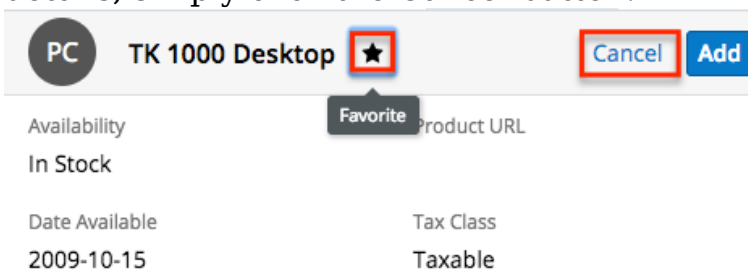 PC TK 1000 Desktop Cancel Add
Favorite
Availability Product URL
In Stock
Date Available Tax Class
2009-10-15 Taxable